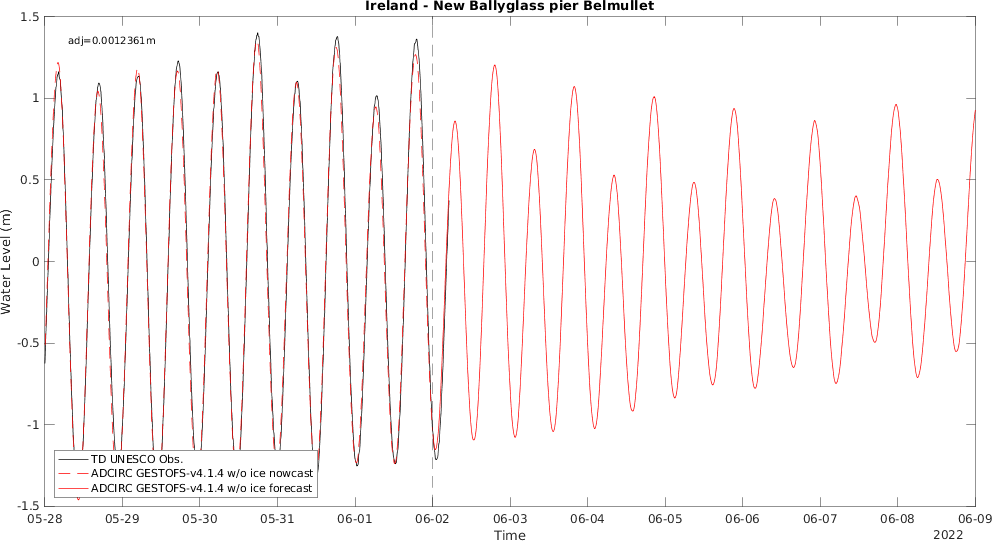 Ireland - New Ballyglass pier Belmullet
adj=0.0012361m
1.5
1
0.5
0
-0.5
-1
-1.5
Water Level (m)
TD UNESCO Obs.
ADCIRC GESTOFS-v4.1.4 w/o ice nowcast
ADCIRC GESTOFS-v4.1.4 w/o ice forecast
05-28 05-29 05-30 05-31 06-01 06-02 06-03 06-04 06-05 06-06 06-07 06-08 06-09
Time
2022